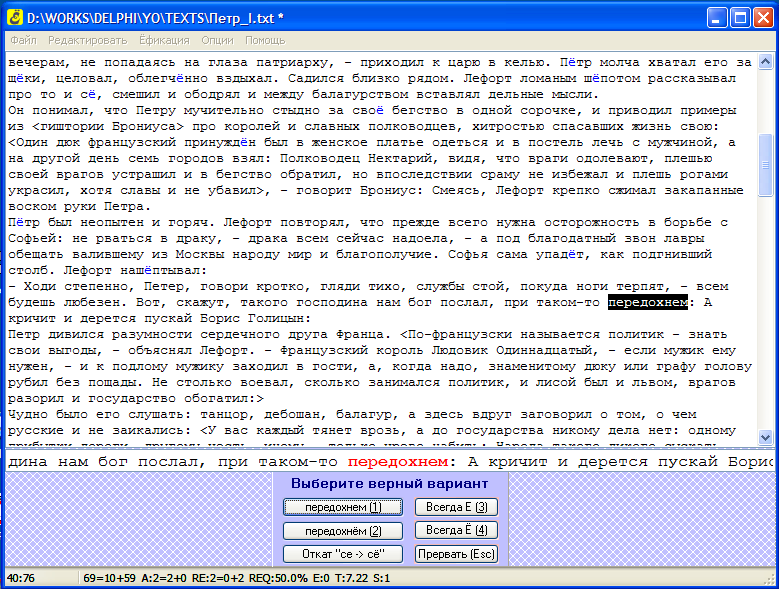 D:\WORKS\DELPHI\YO\TEXTS\Петр_I.txt *
Файл Редактировать Ёфикация Опции Помощь
вечерам, не попадаясь на глаза патриарху, – приходил к царю в келью. Пётр молча хватал его за
щёки, целовал, облегчённо вздыхал. Садился близко рядом. Лефорт ломаным шёпотом рассказывал
про то и сё, смешил и ободрял и между балагурством вставлял дельные мысли.
Он понимал, что Петру мучительно стыдно за своё бегство в одной сорочке, и приводил примеры
из <гиштории Брониуса> про королей и славных полководцев, хитростью спасавших жизнь свою:
<Один дюк французский принуждён был в женское платье одеться и в постель лечь с мужчиной, а
на другой день семь городов взял: Полководец Нектарий, видя, что враги одолевают, плешью
своей врагов устрашил и в бегство обратил, но впоследствии сраму не избежал и плешь рогами
украсил, хотя славы и не убавил>, – говорит Брониус: Смеясь, Лефорт крепко сжимал закапанные
воском руки Петра.
Пётр был неопытен и горяч. Лефорт повторял, что прежде всего нужна осторожность в борьбе с
Софьей: не рваться в драку, – драка всем сейчас надоела, – а под благодатный звон лавры
обещать валившему из Москвы народу мир и благополучие. Софья сама упадёт, как подгнивший
столб. Лефорт нашёптывал:
– Ходи степенно, Петер, говори кротко, гляди тихо, службы стой, покуда ноги терпят, – всем
будешь любезен. Вот, скажут, такого господина нам бог послал, при таком-то передохнем: А
кричит и дерется пускай Борис Голицын:
Петр дивился разумности сердечного друга Франца. <По-французски называется политик – знать
свои выгоды, – объяснял Лефорт. – Французский король Людовик Одиннадцатый, – если мужик ему
нужен, – и к подлому мужику заходил в гости, а, когда надо, знаменитому дюку или графу голову
рубил без пощады. Не столько воевал, сколько занимался политик, и лисой был и львом, врагов
разорил и государство обогатил:>
Чудно было его слушать: танцор, дебошан, балагур, а здесь вдруг заговорил о том, о чем
русские и не заикались: <У вас каждый тянет врозь, а до государства никому дела нет: одному
дина нам бог послал, при таком-то передохнем: А кричит и дерется пускай Борис
Выберите верный вариант
передохнем (1) Всегда Е (3)
передохнём (2) Всегда Ё (4)
Откат "се -> сё" Прервать (Esc)
40:76 69=10+59 A:2=2+0 RE:2=0+2 REQ:50.0% E:0 T:7.22 S:1